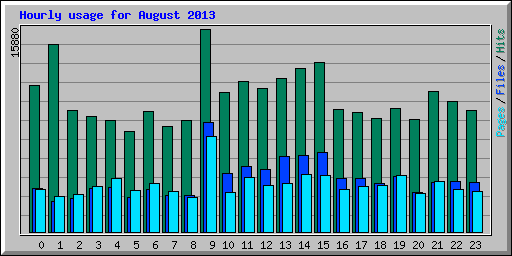 Hourly usage for August 2013
15880
Pages / Files / Hits
0 1 2 3 4 5 6 7 8 9 10 11 12 13 14 15 16 17 18 19 20 21 22 23